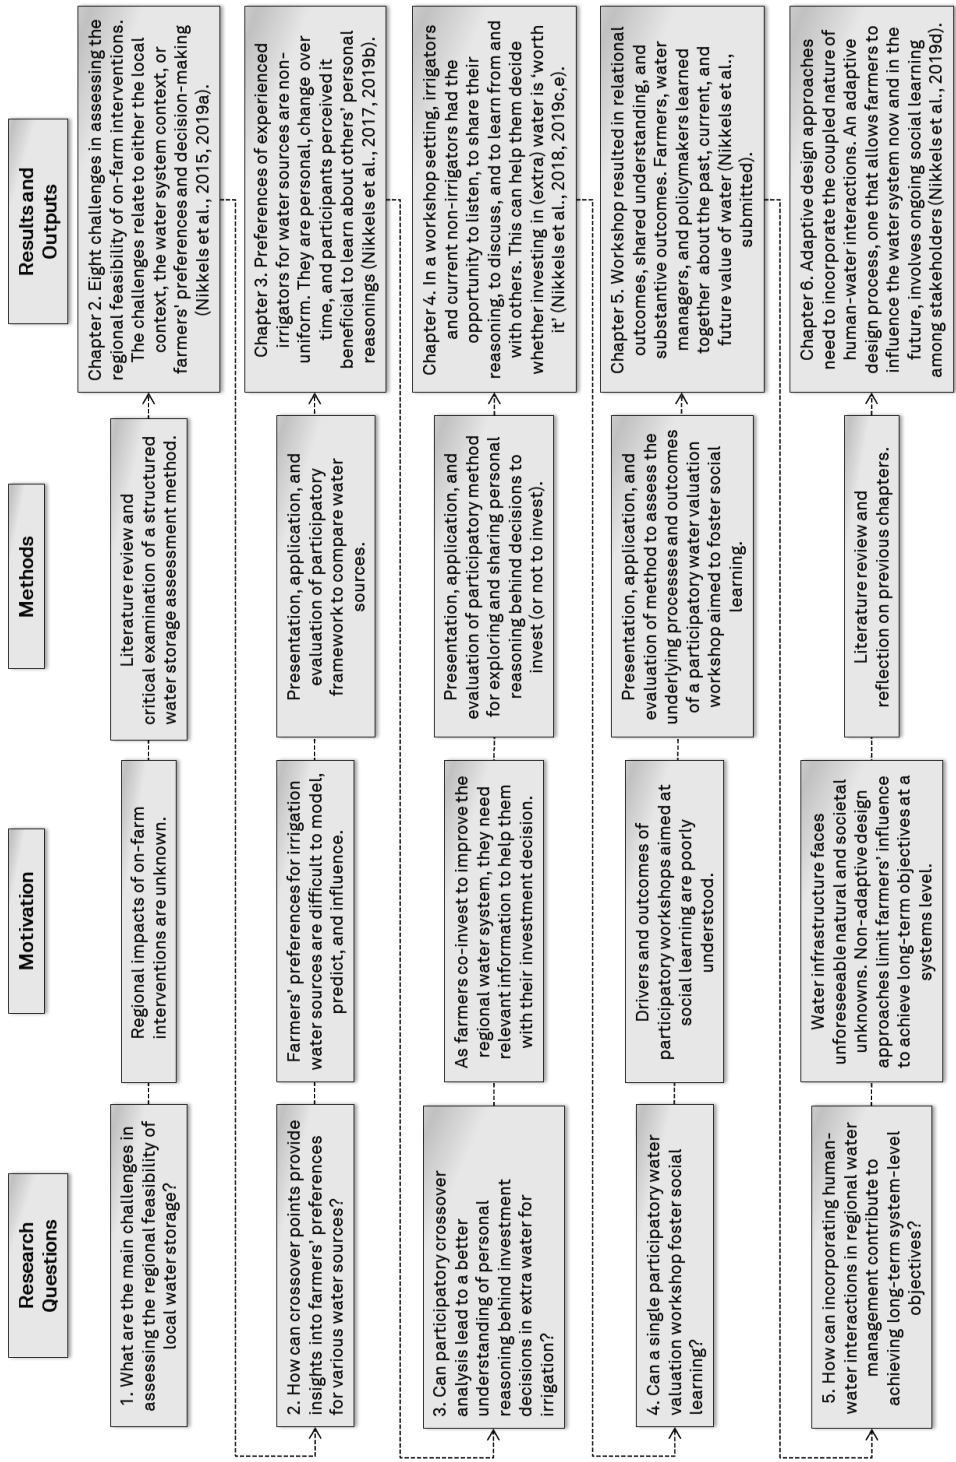 Research
Questions
Motivation
Methods
Results and
Outputs
1. What are the main challenges in
assessing the regional feasibility of
local water storage?
Regional impacts of on-farm
interventions are unknown.
Literature review and
critical examination of a structured
water storage assessment method.
Chapter 2. Eight challenges in assessing the
regional feasibility of on-farm interventions.
The challenges relate to either the local
context, the water system context, or
farmers' preferences and decision-making
(Nikkels et al., 2015, 2019a).
2. How can crossover points provide
insights into farmers' preferences
for various water sources?
Farmers' preferences for irrigation
water sources are difficult to model,
predict, and influence.
Presentation, application, and
evaluation of participatory
framework to compare water
sources.
Chapter 3. Preferences of experienced
irrigators for water sources are non-
uniform. They are personal, change over
time, and participants perceived it
beneficial to learn about others' personal
reasonings (Nikkels et al., 2017, 2019b).
3. Can participatory crossover
analysis lead to a better
understanding of personal
reasoning behind investment
decisions in extra water for
irrigation?
As farmers co-invest to improve the
regional water system, they need
relevant information to help them
with their investment decision.
Presentation, application, and
evaluation of participatory method
for exploring and sharing personal
reasoning behind decisions to
invest (or not to invest).
Chapter 4. In a workshop setting, irrigators
and current non-irrigators had the
opportunity to listen, to share their
reasoning, to discuss, and to learn from and
with others. This can help them decide
whether investing in (extra) water is 'worth
it' (Nikkels et al., 2018, 2019c,e).
4. Can a single participatory water
valuation workshop foster social
learning?
Drivers and outcomes of
participatory workshops aimed at
social learning are poorly
understood.
Presentation, application, and
evaluation of method to assess the
underlying processes and outcomes
of a participatory water valuation
workshop aimed to foster social
learning.
Chapter 5. Workshop resulted in relational
outcomes, shared understanding, and
substantive outcomes. Farmers, water
managers, and policymakers learned
together about the past, current, and
future value of water (Nikkels et al.,
submitted).
5. How can incorporating human-
water interactions in regional water
management contribute to
achieving long-term system-level
objectives?
Water infrastructure faces
unforeseeable natural and societal
unknowns. Non-adaptive design
approaches limit farmers' influence
to achieve long-term objectives at a
systems level.
Literature review and
reflection on previous chapters.
Chapter 6. Adaptive design approaches
need to incorporate the coupled nature of
human-water interactions. An adaptive
design process, one that allows farmers to
influence the water system now and in the
future, involves ongoing social learning
among stakeholders (Nikkels et al., 2019d).